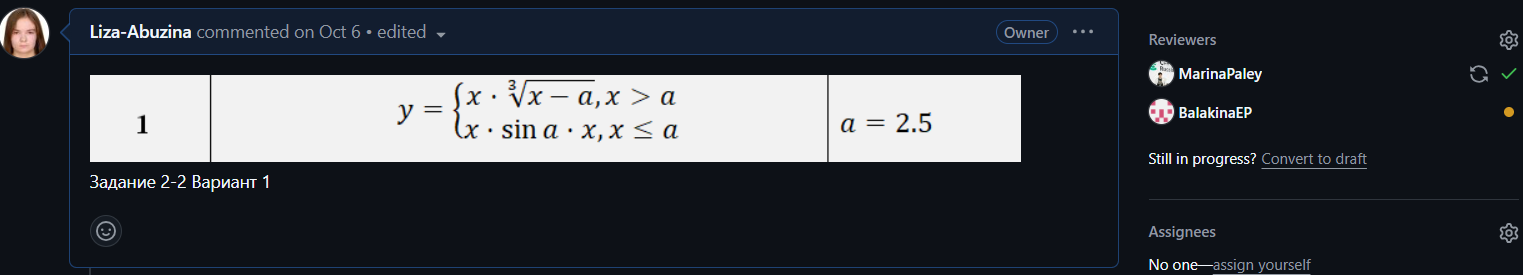 Liza-Abuzina commented on Oct 6 • edited
Owner
1
y = {x · ∛(x − a), x > a
x · sin a · x, x ≤ a
a = 2.5
Задание 2-2 Вариант 1
Reviewers
MarinaPaley
BalakinaEP
Still in progress? Convert to draft
Assignees
No one—assign yourself